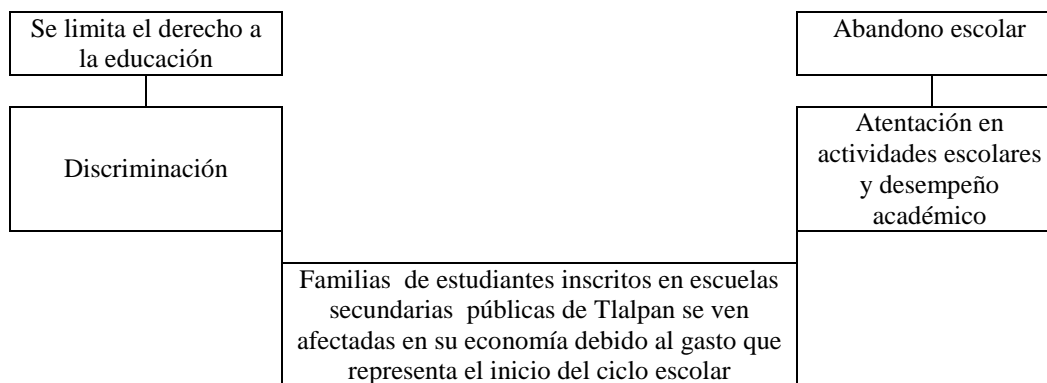 Se limita el derecho a
la educación
Abandono escolar
Discriminación
Atentación en
actividades escolares
y desempeño
académico
Familias de estudiantes inscritos en escuelas
secundarias públicas de Tlalpan se ven
afectadas en su economía debido al gasto que
representa el inicio del ciclo escolar